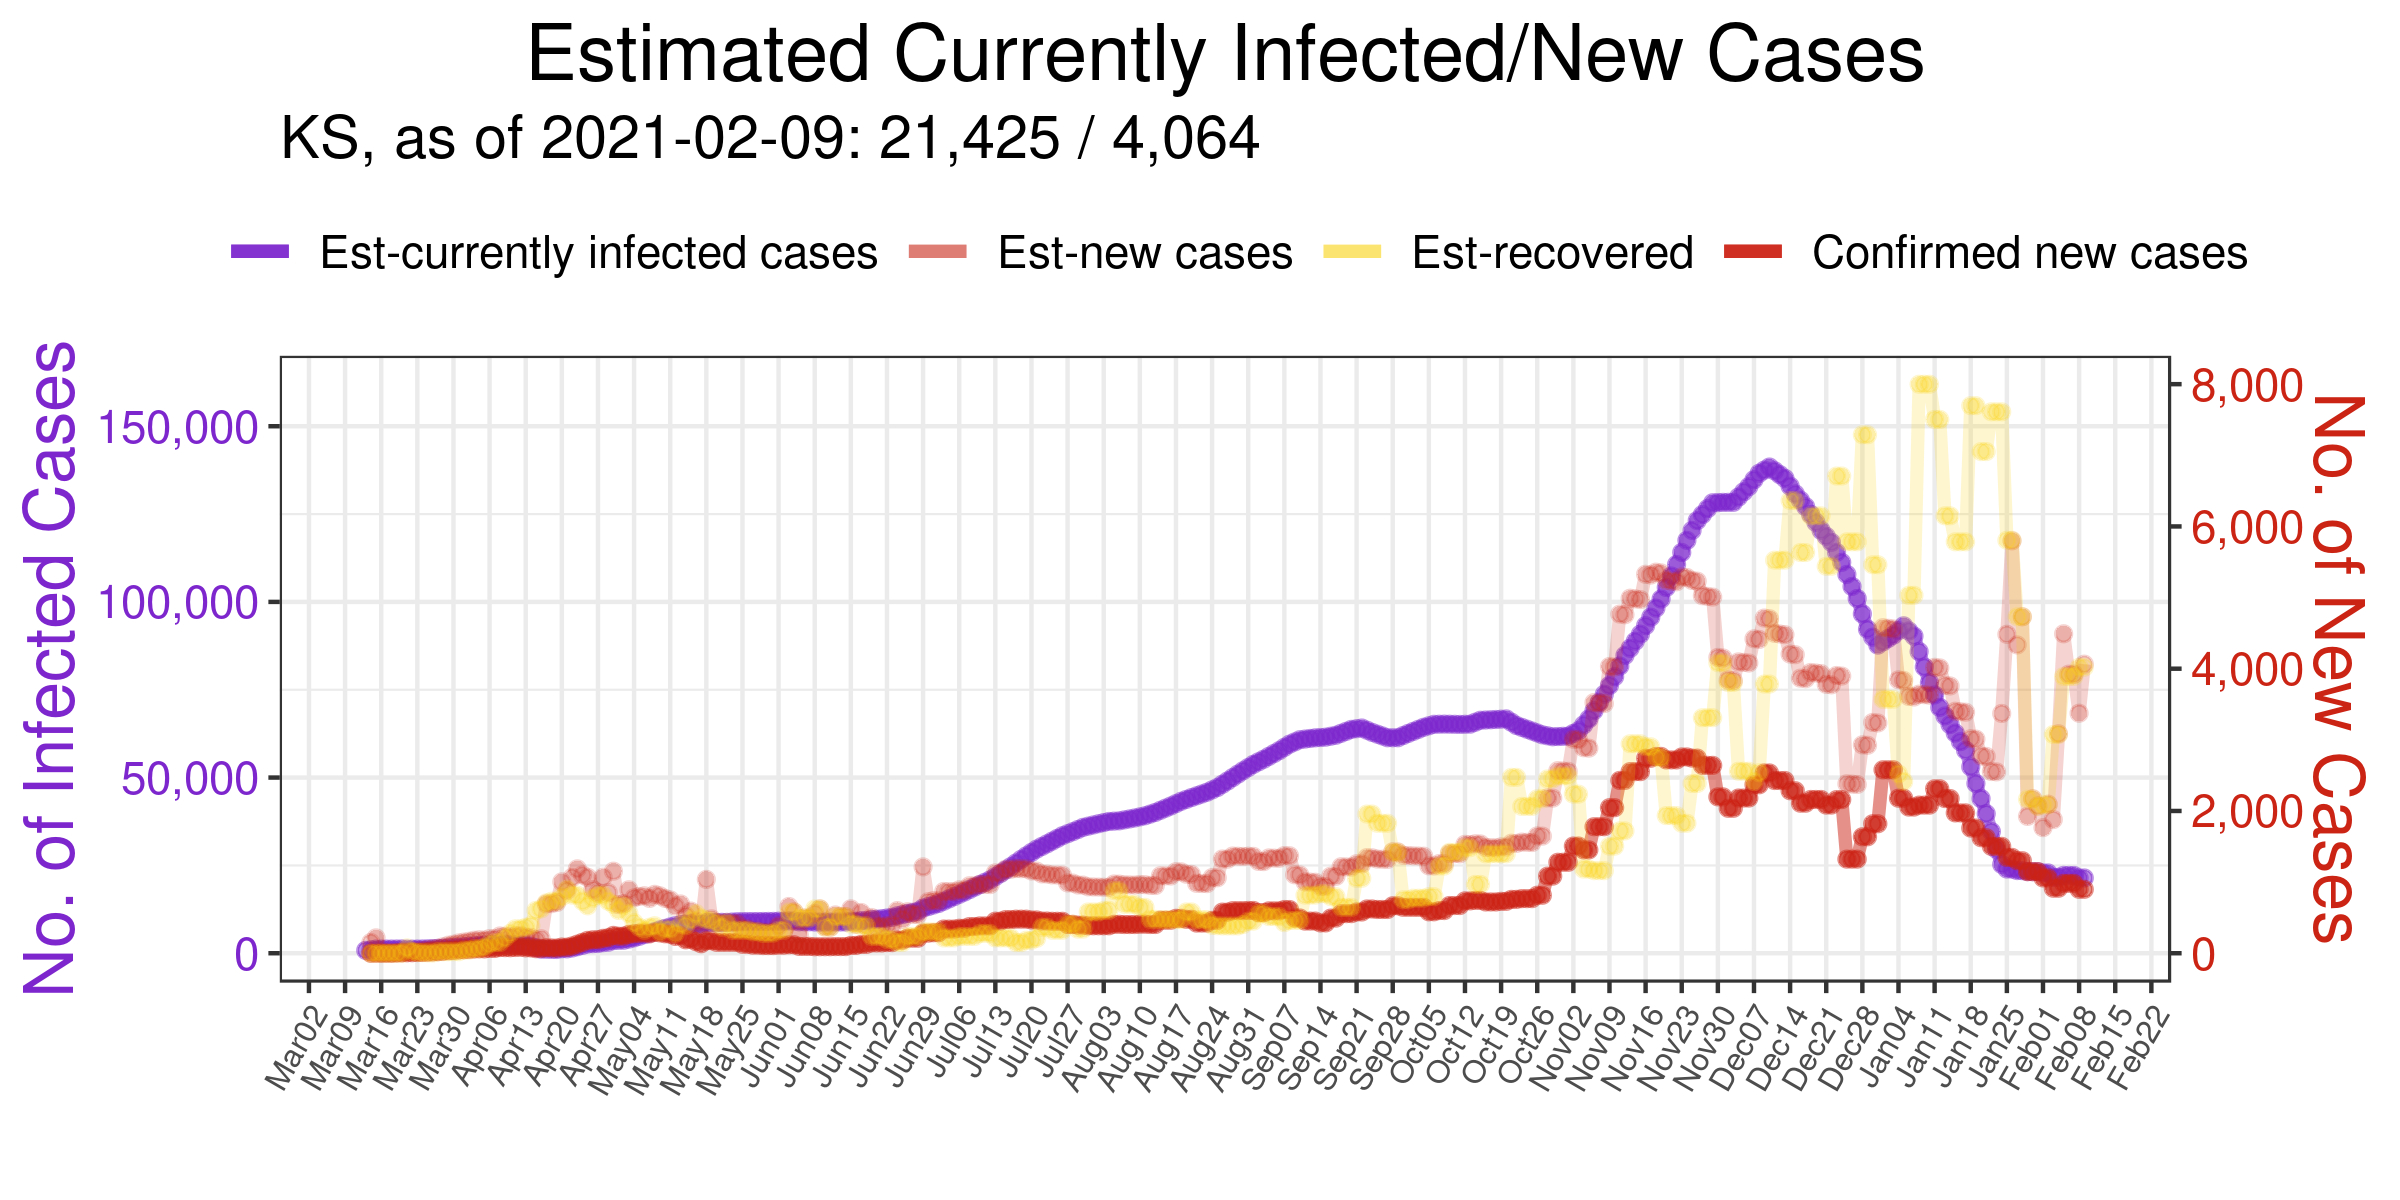 Estimated Currently Infected/New Cases
KS, as of 2021-02-09: 21,425 / 4,064
Est-currently infected cases Est-new cases Est-recovered Confirmed new cases
No. of Infected Cases
150,000
100,000
50,000
0
8,000
6,000
4,000
2,000
0
No. of New Cases
Mar02 Mar09 Mar16 Mar23 Mar30 Apr06 Apr13 Apr20 Apr27 May04 May11 May18 May25 Jun01 Jun08 Jun15 Jun22 Jun29 Jul06 Jul13 Jul20 Jul27 Aug03 Aug10 Aug17 Aug24 Aug31 Sep07 Sep14 Sep21 Sep28 Oct05 Oct12 Oct19 Oct26 Nov02 Nov09 Nov16 Nov23 Nov30 Dec07 Dec14 Dec21 Dec28 Jan04 Jan11 Jan18 Jan25 Feb01 Feb08 Feb15 Feb22